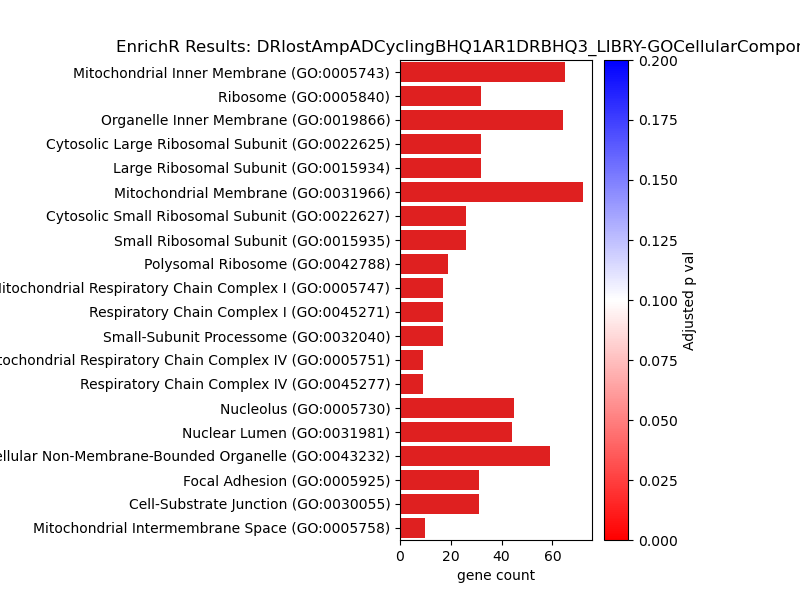 EnrichR Results: DRlostAmpADCyclingBHQ1AR1DRBHQ3_LIBRY-GOCellularCompo
Mitochondrial Inner Membrane (GO:0005743)
Ribosome (GO:0005840)
Organelle Inner Membrane (GO:0019866)
Cytosolic Large Ribosomal Subunit (GO:0022625)
Large Ribosomal Subunit (GO:0015934)
Mitochondrial Membrane (GO:0031966)
Cytosolic Small Ribosomal Subunit (GO:0022627)
Small Ribosomal Subunit (GO:0015935)
Polysomal Ribosome (GO:0042788)
itochondrial Respiratory Chain Complex I (GO:0005747)
Respiratory Chain Complex I (GO:0045271)
Small-Subunit Processome (GO:0032040)
tochondrial Respiratory Chain Complex IV (GO:0005751)
Respiratory Chain Complex IV (GO:0045277)
Nucleolus (GO:0005730)
Nuclear Lumen (GO:0031981)
ellular Non-Membrane-Bounded Organelle (GO:0043232)
Focal Adhesion (GO:0005925)
Cell-Substrate Junction (GO:0030055)
Mitochondrial Intermembrane Space (GO:0005758)
0 20 40 60
gene count
0.200
0.175
0.150
0.125
0.100
0.075
0.050
0.025
0.000
Adjusted p val